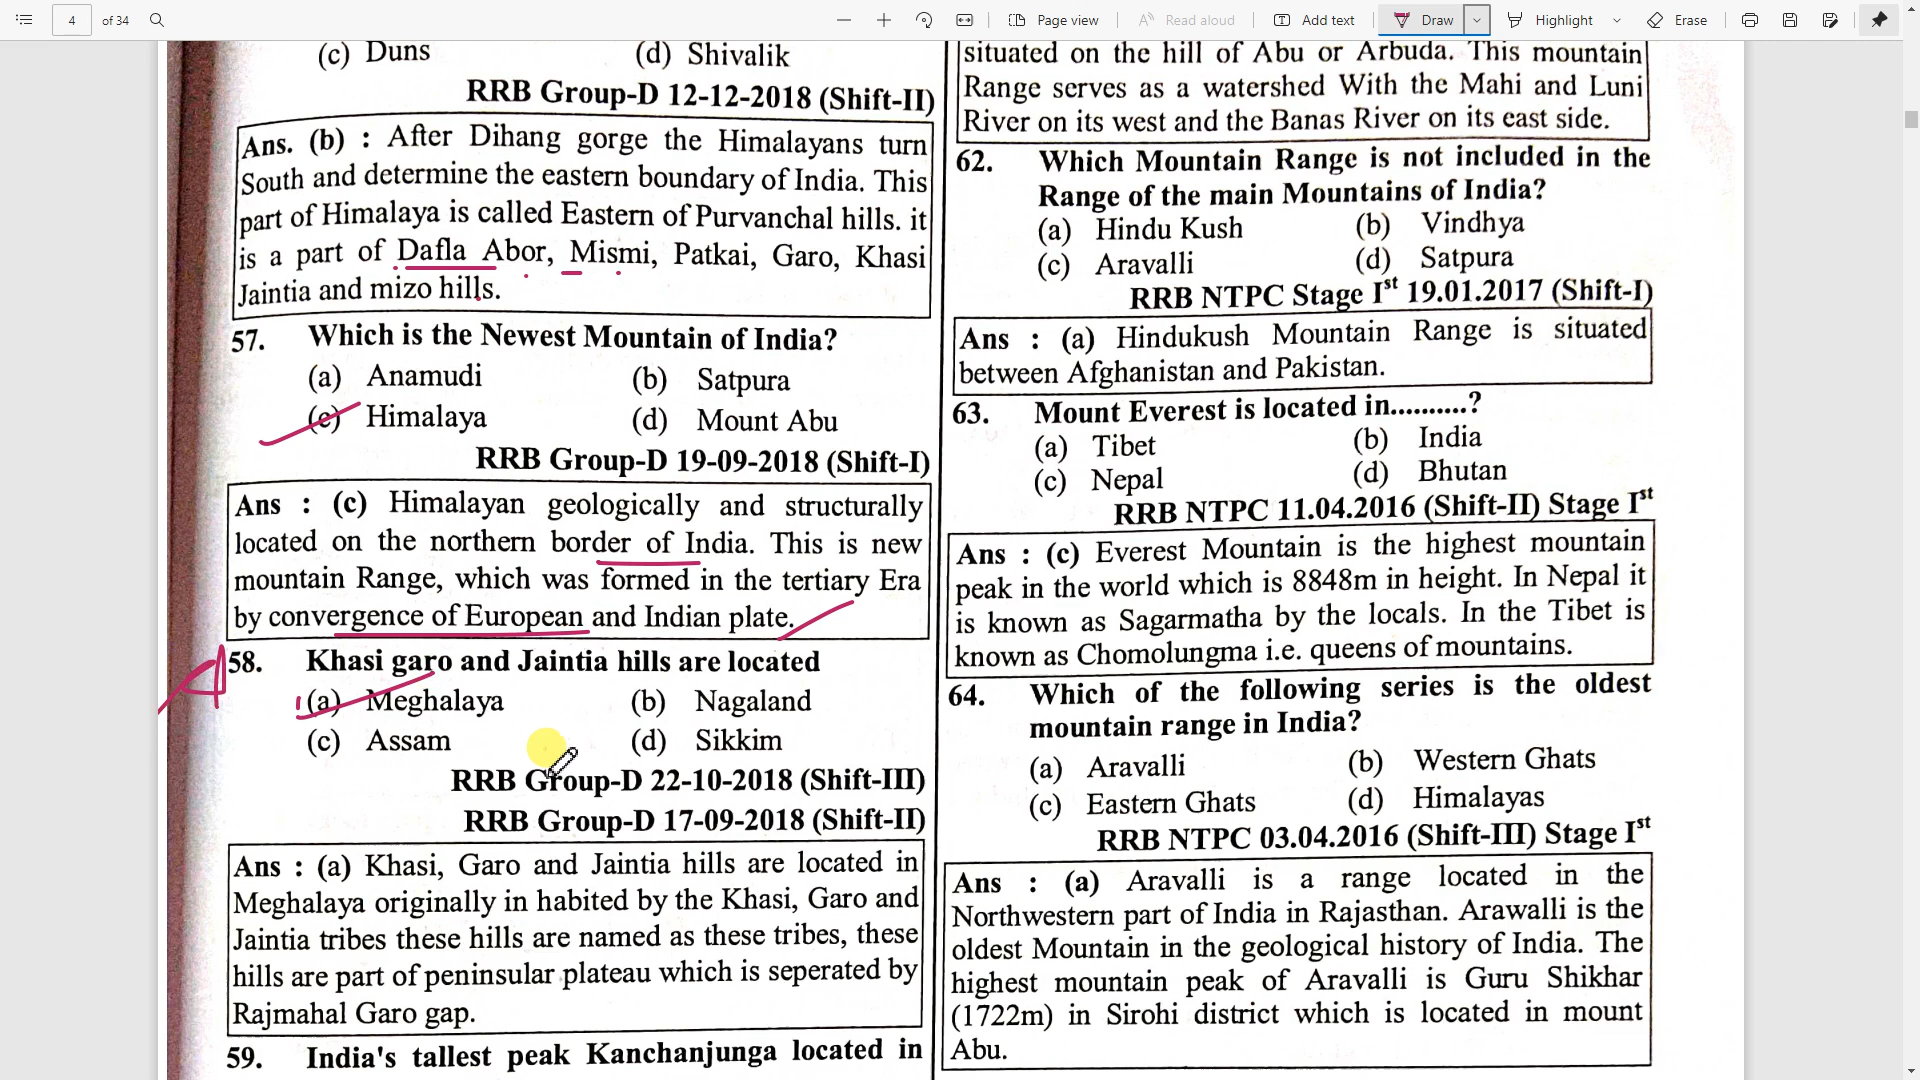 4 of 34
Page view
Read aloud
Add text
Draw
Highlight
Erase
(c) Duns (d) Shivalik
RRB Group-D 12-12-2018 (Shift-II)
Ans. (b) : After Dihang gorge the Himalayans turn
South and determine the eastern boundary of India. This
part of Himalaya is called Eastern of Purvanchal hills. it
is a part of Dafla Abor, Mismi, Patkai, Garo, Khasi
Jaintia and mizo hills.
57. Which is the Newest Mountain of India?
(a) Anamudi (b) Satpura
(c) Himalaya (d) Mount Abu
RRB Group-D 19-09-2018 (Shift-I)
Ans : (c) Himalayan geologically and structurally
located on the northern border of India. This is new
mountain Range, which was formed in the tertiary Era
by convergence of European and Indian plate.
58. Khasi garo and Jaintia hills are located
(a) Meghalaya (b) Nagaland
(c) Assam (d) Sikkim
RRB Group-D 22-10-2018 (Shift-III)
RRB Group-D 17-09-2018 (Shift-II)
Ans : (a) Khasi, Garo and Jaintia hills are located in
Meghalaya originally in habited by the Khasi, Garo and
Jaintia tribes these hills are named as these tribes, these
hills are part of peninsular plateau which is seperated by
Rajmahal Garo gap.
59. India's tallest peak Kanchanjunga located in
situated on the hill of Abu or Arbuda. This mountain
Range serves as a watershed With the Mahi and Luni
River on its west and the Banas River on its east side.
62. Which Mountain Range is not included in the
Range of the main Mountains of India?
(a) Hindu Kush (b) Vindhya
(c) Aravalli (d) Satpura
RRB NTPC Stage Ist 19.01.2017 (Shift-I)
Ans : (a) Hindukush Mountain Range is situated
between Afghanistan and Pakistan.
63. Mount Everest is located in..........?
(a) Tibet (b) India
(c) Nepal (d) Bhutan
RRB NTPC 11.04.2016 (Shift-II) Stage Ist
Ans : (c) Everest Mountain is the highest mountain
peak in the world which is 8848m in height. In Nepal it
is known as Sagarmatha by the locals. In the Tibet is
known as Chomolungma i.e. queens of mountains.
64. Which of the following series is the oldest
mountain range in India?
(a) Aravalli (b) Western Ghats
(c) Eastern Ghats (d) Himalayas
RRB NTPC 03.04.2016 (Shift-III) Stage Ist
Ans : (a) Aravalli is a range located in the
Northwestern part of India in Rajasthan. Arawalli is the
oldest Mountain in the geological history of India. The
highest mountain peak of Aravalli is Guru Shikhar
(1722m) in Sirohi district which is located in mount
Abu.